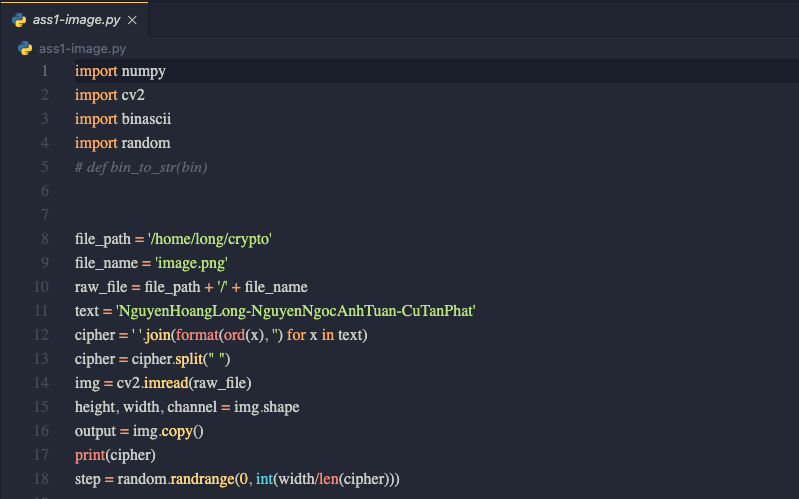 ass1-image.py ×
ass1-image.py
1 import numpy
2 import cv2
3 import binascii
4 import random
5 # def bin_to_str(bin)
6
7
8 file_path = '/home/long/crypto'
9 file_name = 'image.png'
10 raw_file = file_path + '/' + file_name
11 text = 'NguyenHoangLong-NguyenNgocAnhTuan-CuTanPhat'
12 cipher = ' '.join(format(ord(x), '') for x in text)
13 cipher = cipher.split(" ")
14 img = cv2.imread(raw_file)
15 height, width, channel = img.shape
16 output = img.copy()
17 print(cipher)
18 step = random.randrange(0, int(width/len(cipher)))